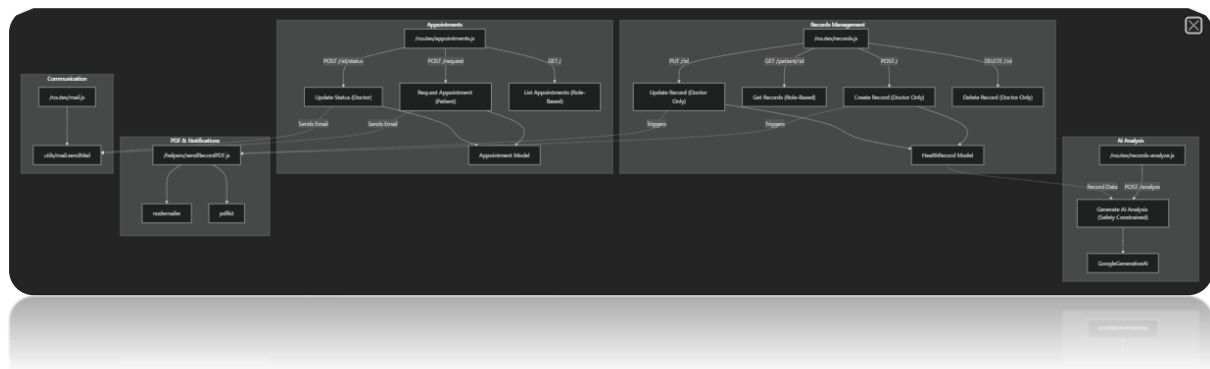 Appointments
/routes/appointments.js
POST /:id/status
POST /request
GET /
Update Status (Doctor)
Request Appointment
(Patient)
List Appointments (Role-
Based)
Sends Email
Sends Email
Appointment Model
Records Management
/routes/records.js
PUT /:id
GET /patient/:id
POST /
DELETE /:id
Update Record (Doctor
Only)
Get Records (Role-Based)
Create Record (Doctor Only)
Delete Record (Doctor Only)
Triggers
Triggers
HealthRecord Model
Communication
/routes/mail.js
utils/mail.sendMail
PDF & Notifications
/helpers/sendRecordPDF.js
nodemailer
pdfkit
AI Analysis
/routes/records-analyze.js
Record Data
POST /analyze
Generate AI Analysis
(Safety Constrained)
GoogleGenerativeAI